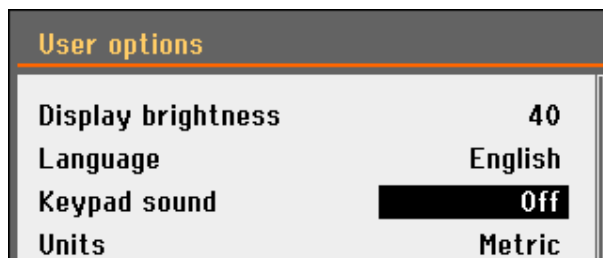 User options
Display brightness 40
Language English
Keypad sound Off
Units Metric